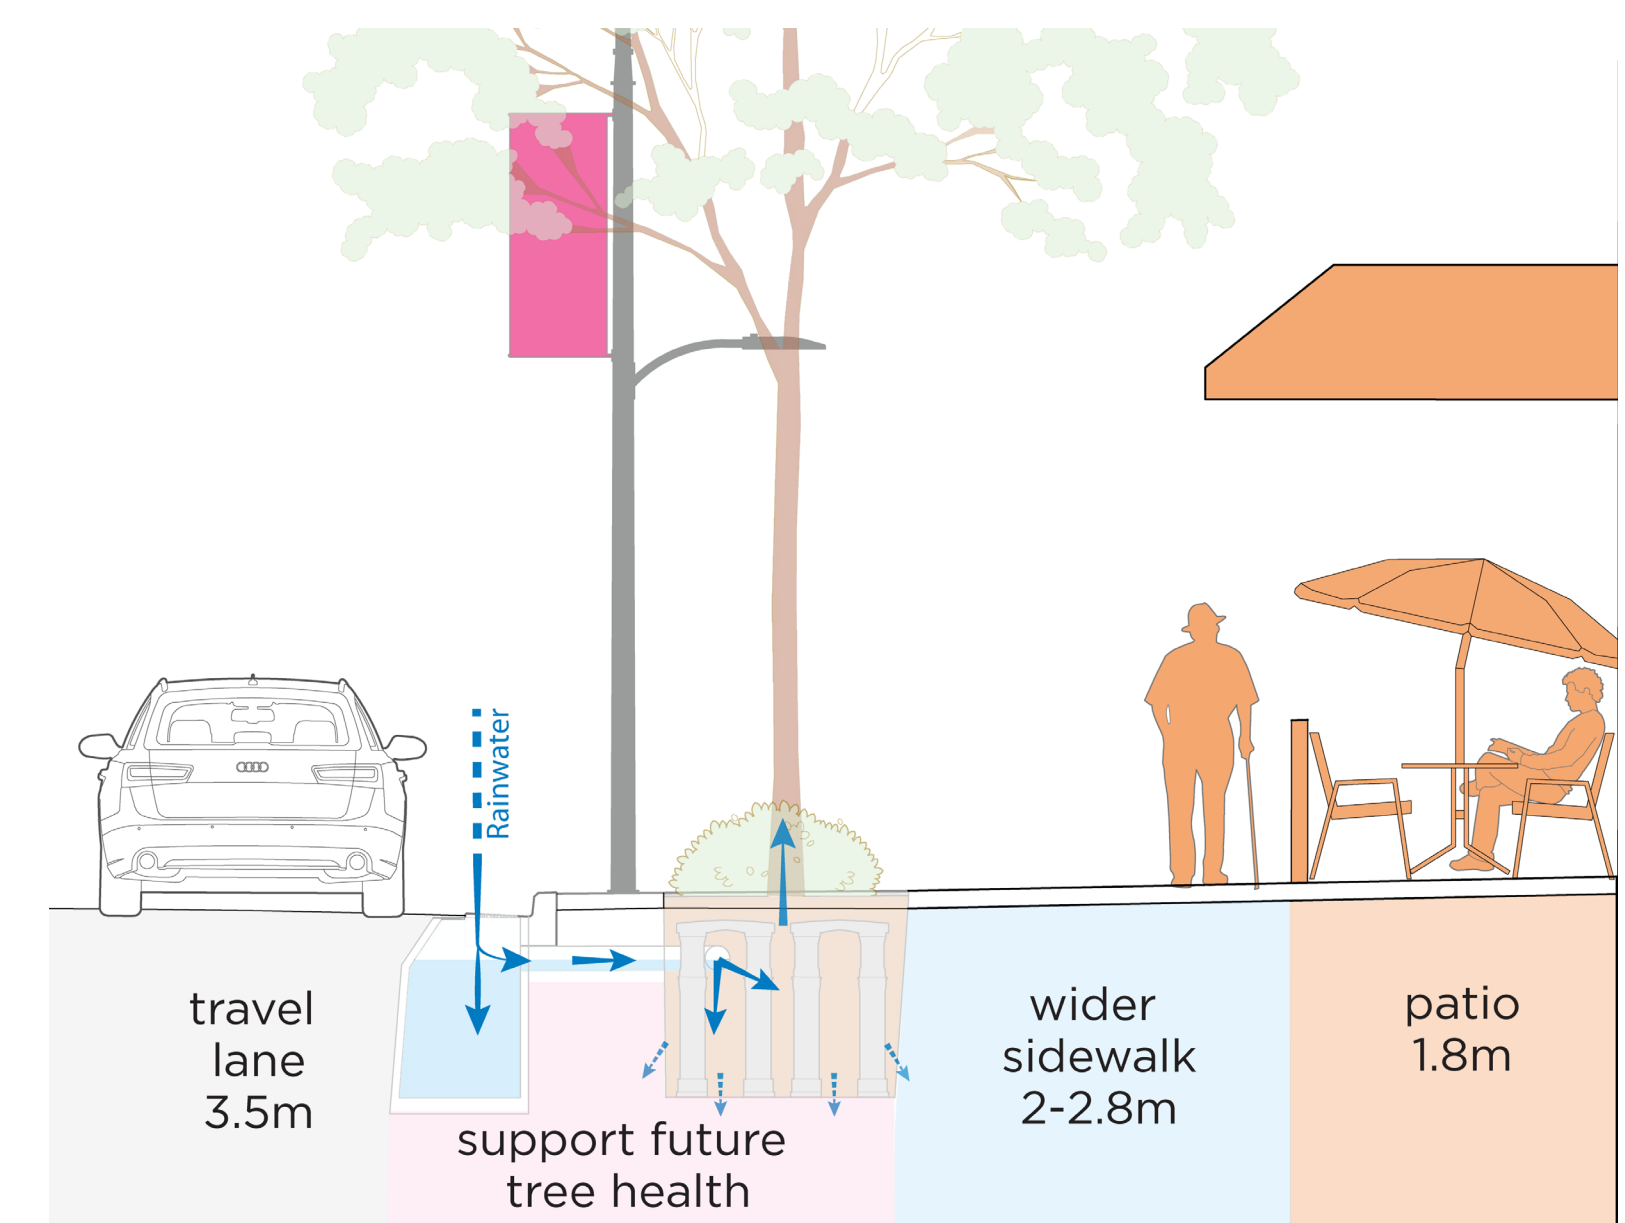 Rainwater
travel
lane
3.5m
support future
tree health
wider
sidewalk
2-2.8m
patio
1.8m